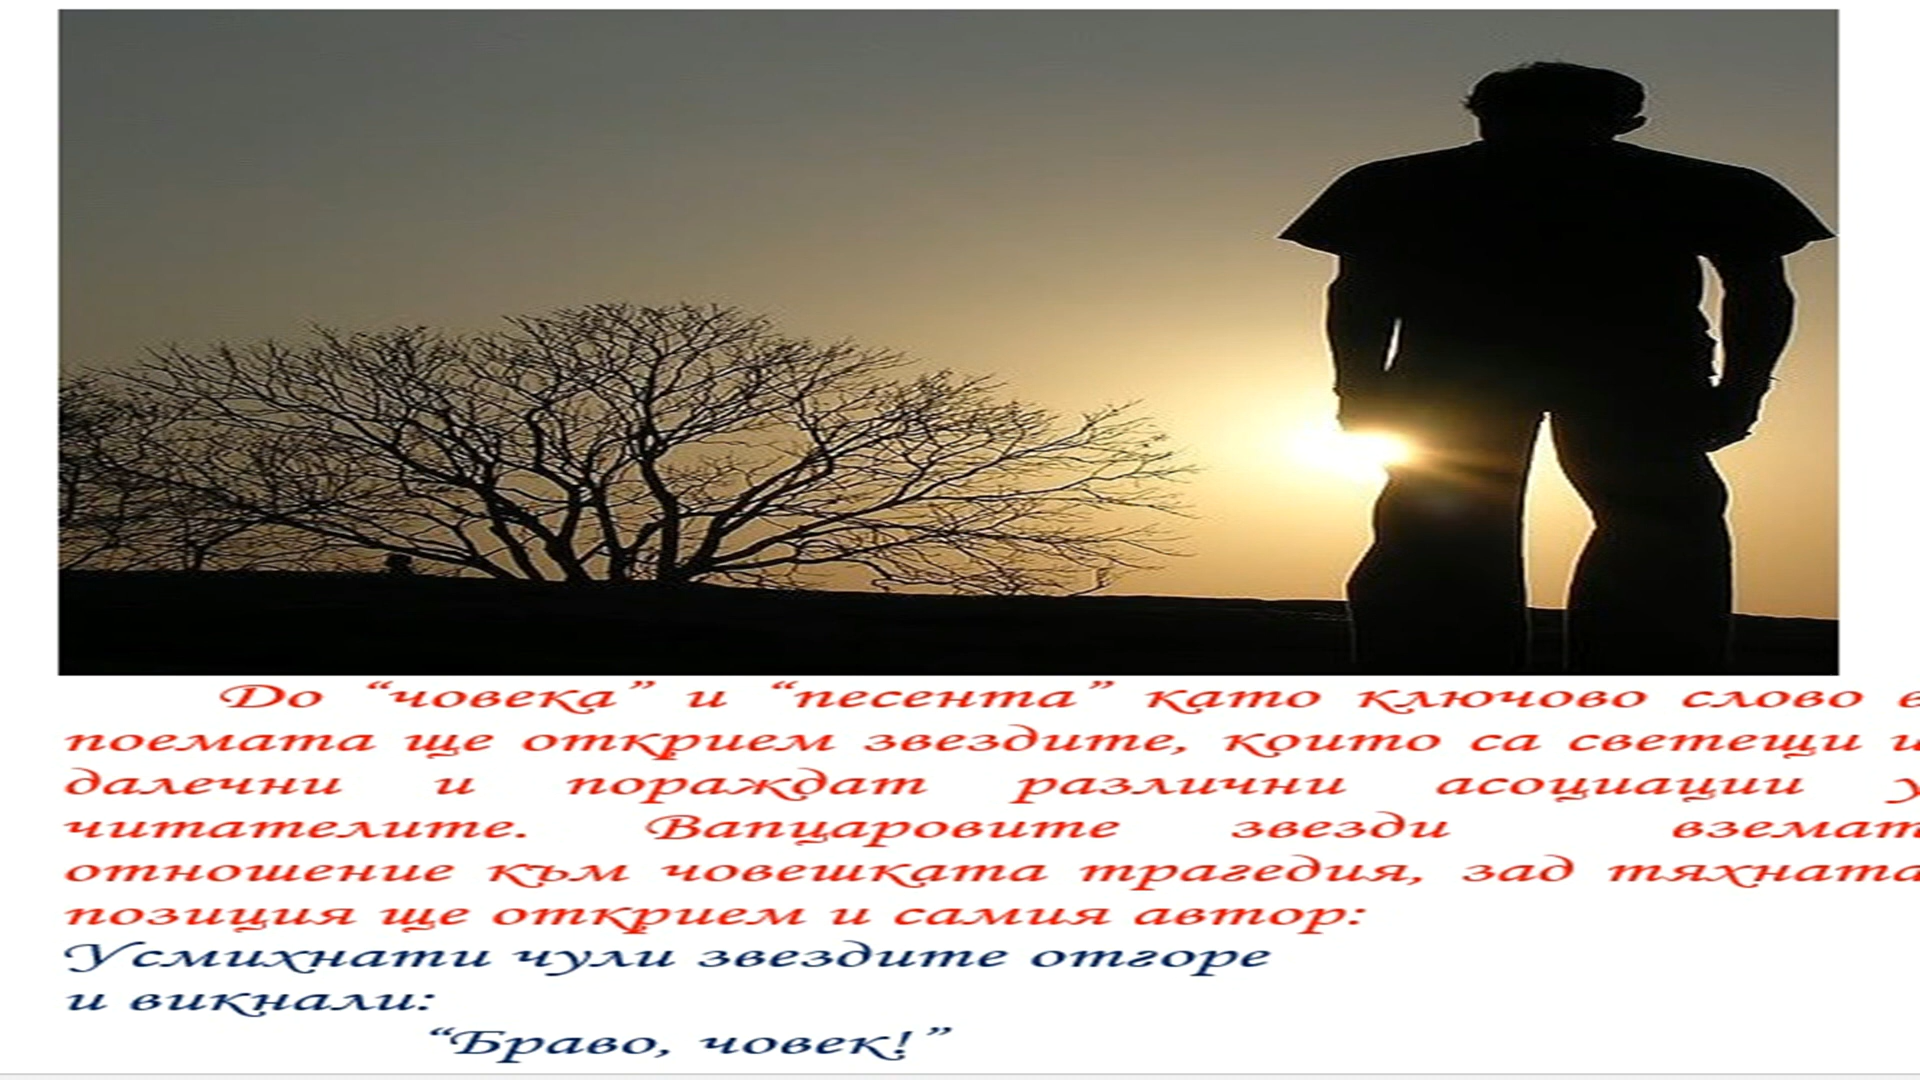 До “човека” и “песента” като ключово слово в
поемата ще открием звездите, които са светещи и
далечни и пораждат различни асоциации у
читателите. Вапцаровите звезди вземат
отношение към човешката трагедия, зад тяхната
позиция ще открием и самия автор:
Усмихнати чули звездите отгоре
и викнали:
“Браво, човек!”